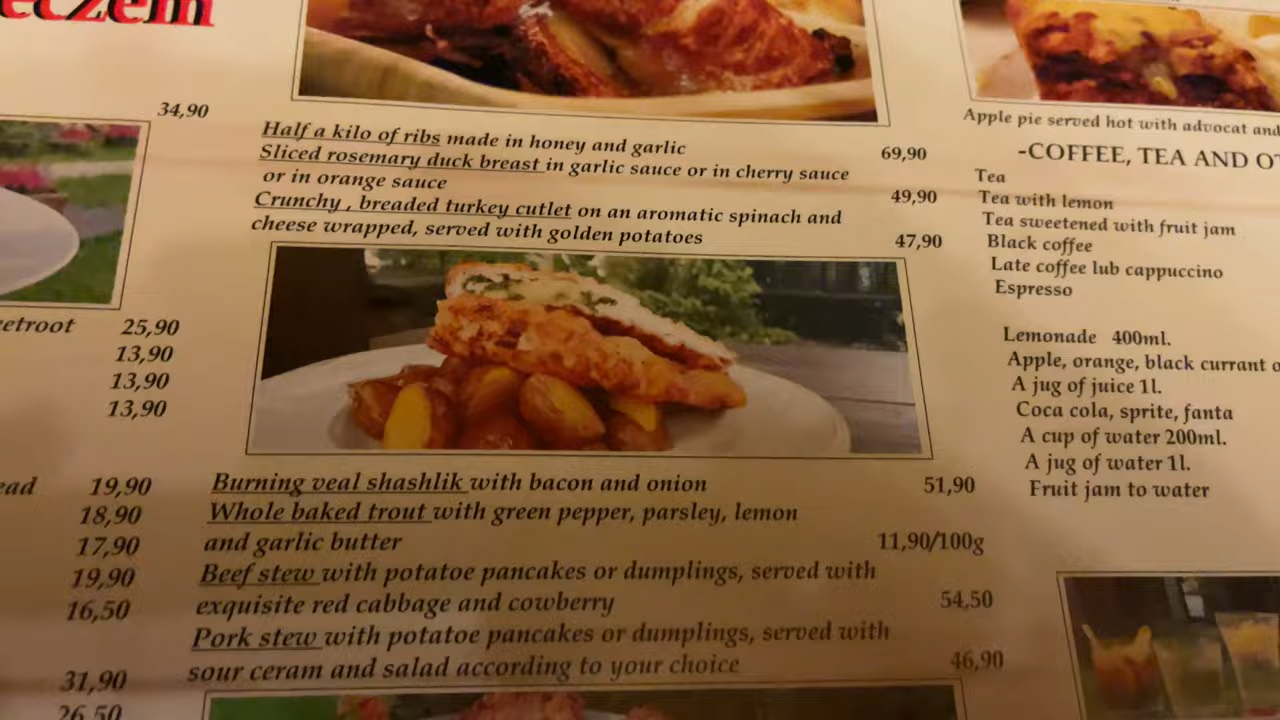 34,90
etroot 25,90
13,90
13,90
13,90
19,90
18,90
17,90
19,90
16,50
31,90
26,50
Half a kilo of ribs made in honey and garlic 69,90
Sliced rosemary duck breast in garlic sauce or in cherry sauce
or in orange sauce 49,90
Crunchy , breaded turkey cutlet on an aromatic spinach and
cheese wrapped, served with golden potatoes 47,90
Burning veal shashlik with bacon and onion 51,90
Whole baked trout with green pepper, parsley, lemon
and garlic butter 11,90/100g
Beef stew with potatoe pancakes or dumplings, served with
exquisite red cabbage and cowberry 54,50
Pork stew with potatoe pancakes or dumplings, served with
sour ceram and salad according to your choice 46,90
Apple pie served hot with advocat and
-COFFEE, TEA AND
Tea
Tea with lemon
Tea sweetened with fruit jam
Black coffee
Late coffee lub cappuccino
Espresso
Lemonade 400ml.
Apple, orange, black currant
A jug of juice 1l.
Coca cola, sprite, fanta
A cup of water 200ml.
A jug of water 1l.
Fruit jam to water